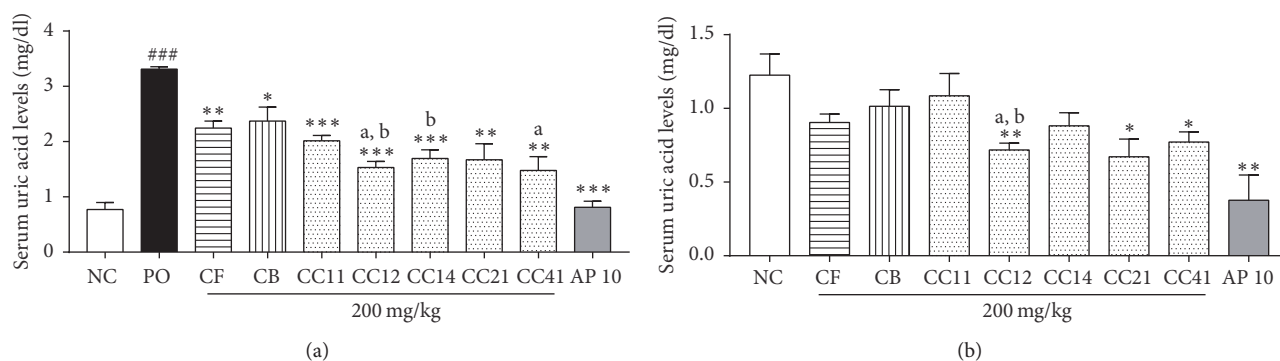 Serum uric acid levels (mg/dl)
4
3
2
1
0
###
**
*
***
a, b
***
b
***
**
a
**
***
NC PO CF CB CC11 CC12 CC14 CC21 CC41 AP 10
200 mg/kg
(a)
Serum uric acid levels (mg/dl)
1.5
1.0
0.5
0.0
a, b
**
*
*
**
NC CF CB CC11 CC12 CC14 CC21 CC41 AP 10
200 mg/kg
(b)